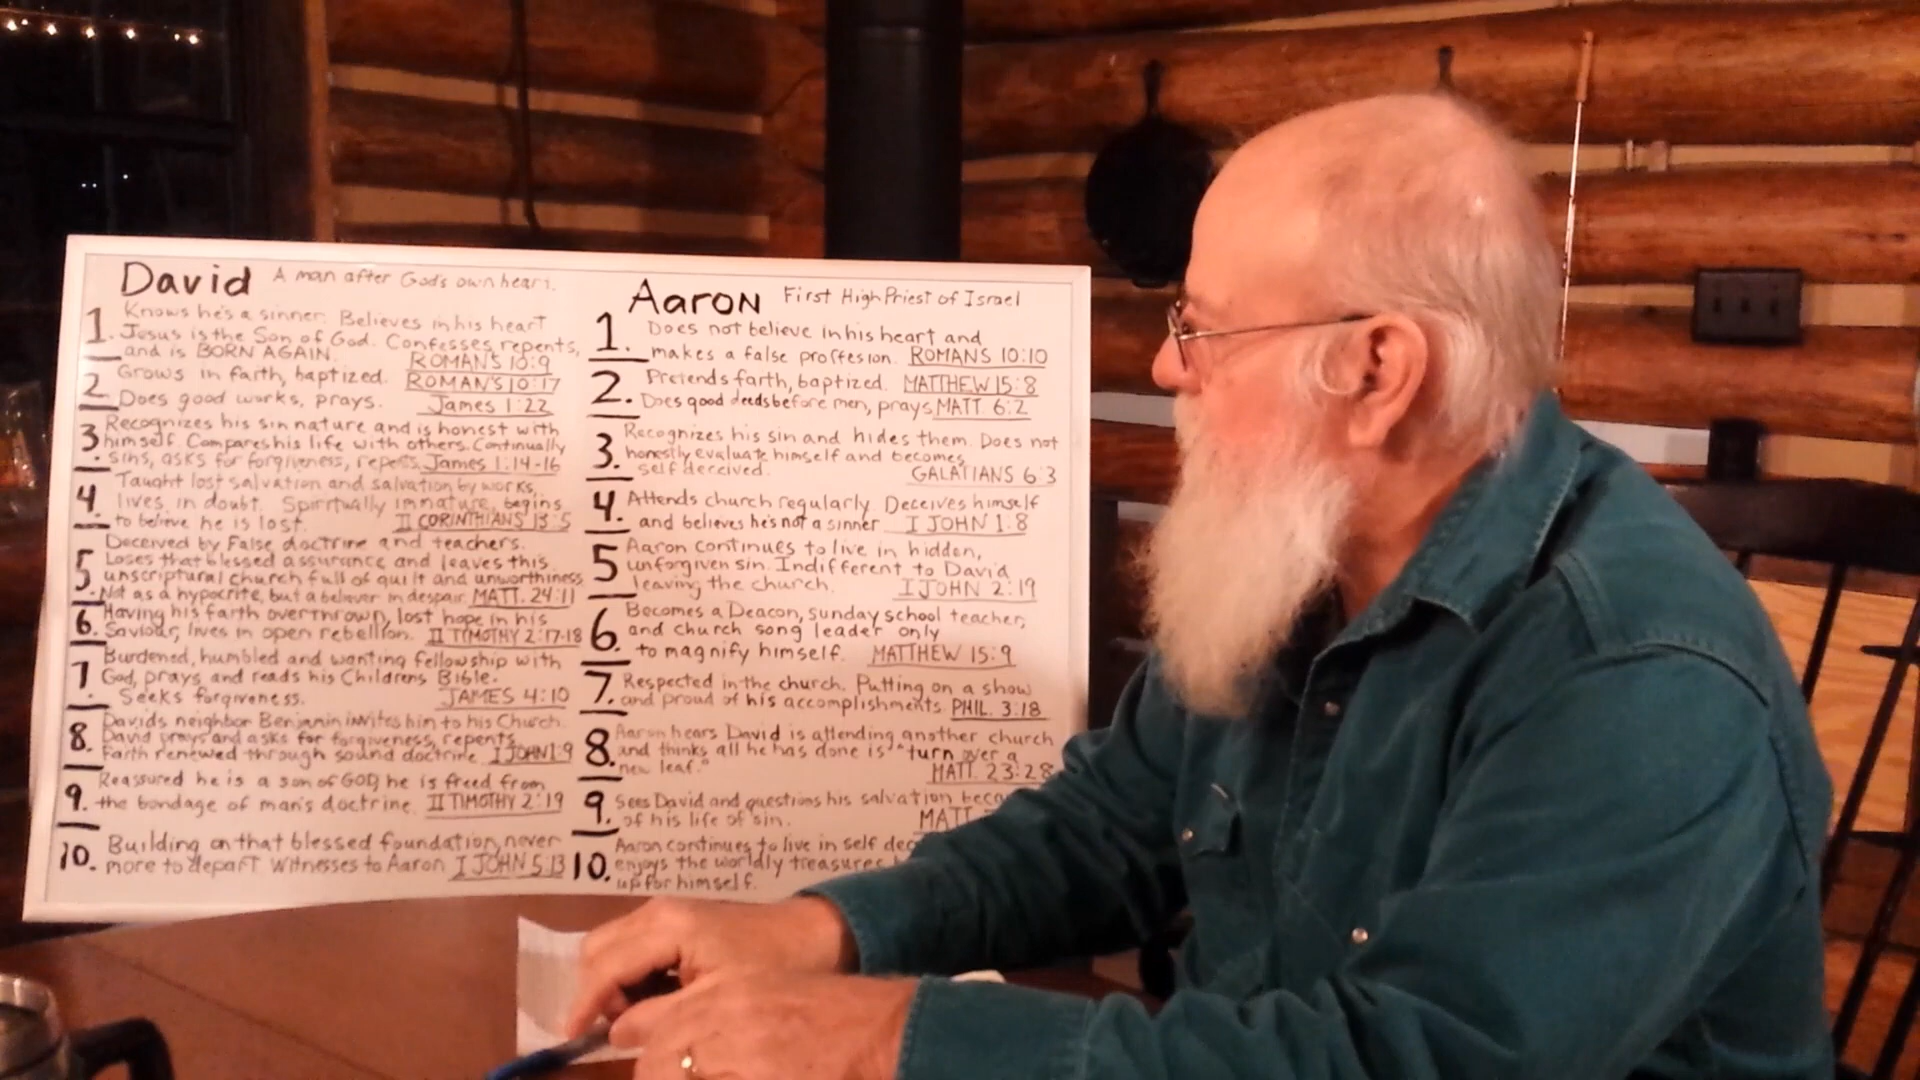 David A man after God's own heart.
1. Knows he's a sinner. Believes in his heart
Jesus is the Son of God. Confesses, repents,
and is BORN AGAIN. ROMANS 10:9
2. Grows in faith, baptized. ROMANS 10:17
Does good works, prays. James 1:22
3. Recognizes his sin nature and is honest with
himself. Compares his life with others. Continually
sins, asks for forgiveness, repents. James 1:14-16
4. Taught lost salvation and salvation by works,
lives in doubt. Spiritually immature, begins
to believe he is lost. II CORINTHIANS 13:5
5. Deceived by False doctrine and teachers.
Loses that blessed assurance and leaves this
unscriptural church full of guilt and unworthiness
Not as a hypocrite, but a believer in despair. MATT. 24:11
6. Having his faith overthrown, lost hope in his
Saviour, lives in open rebellion. II TIMOTHY 2:17-18
7. Burdened, humbled and wanting fellowship with
God, prays and reads his Childrens Bible.
Seeks forgiveness. JAMES 4:10
8. Davids neighbor Benjamin invites him to his Church.
David prays and asks for forgiveness, repents.
Faith renewed through sound doctrine. I JOHN 1:9
9. Reassured he is a son of GOD, he is freed from
the bondage of man's doctrine. II TIMOTHY 2:19
10. Building on that blessed foundation, never
more to depart Witnesses to Aaron I JOHN 5:13
Aaron First High Priest of Israel
1. Does not believe in his heart and
makes a false proffesion. ROMANS 10:10
2. Pretends faith, baptized. MATTHEW 15:8
Does good deeds before men, prays MATT. 6:2
3. Recognizes his sin and hides them. Does not
honestly evaluate himself and becomes
self deceived. GALATIANS 6:3
4. Attends church regularly. Deceives himself
and believes he's not a sinner I JOHN 1:8
5. Aaron continues to live in hidden,
unforgiven sin. Indifferent to David
leaving the church. I JOHN 2:19
6. Becomes a Deacon, sunday school teacher,
and church song leader only
to magnify himself. MATTHEW 15:9
7. Respected in the church. Putting on a show
and proud of his accomplishments. PHIL. 3:18
8. Aaron hears David is attending another church
and thinks all he has done is "turn over a
new leaf." MATT. 23:28
9. Sees David and questions his salvation
of his life of sin. MATT
10. Aaron continues to live in self
enjoys the worldly treasures
up for himself.